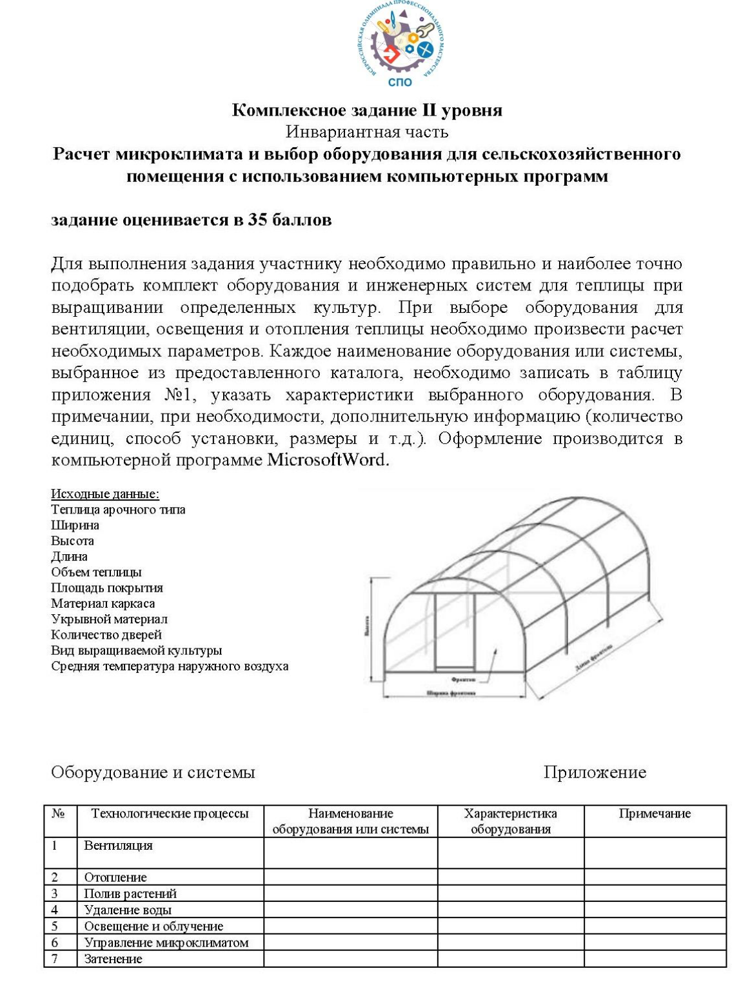 ВСЕРОССИЙСКАЯ ОЛИМПИАДА ПРОФЕССИОНАЛЬНОГО МАСТЕРСТВА
СПО
Комплексное задание II уровня
Инвариантная часть
Расчет микроклимата и выбор оборудования для сельскохозяйственного
помещения с использованием компьютерных программ
задание оценивается в 35 баллов
Для выполнения задания участнику необходимо правильно и наиболее точно
подобрать комплект оборудования и инженерных систем для теплицы при
выращивании определенных культур. При выборе оборудования для
вентиляции, освещения и отопления теплицы необходимо произвести расчет
необходимых параметров. Каждое наименование оборудования или системы,
выбранное из предоставленного каталога, необходимо записать в таблицу
приложения №1, указать характеристики выбранного оборудования. В
примечании, при необходимости, дополнительную информацию (количество
единиц, способ установки, размеры и т.д.). Оформление производится в
компьютерной программе MicrosoftWord.
Исходные данные:
Теплица арочного типа
Ширина
Высота
Длина
Объем теплицы
Площадь покрытия
Материал каркаса
Укрывной материал
Количество дверей
Вид выращиваемой культуры
Средняя температура наружного воздуха
Высота
Фронтон
Ширина фронтона
Длина фронтона
Оборудование и системы Приложение
№ Технологические процессы Наименование Характеристика Примечание
оборудования или системы оборудования
1 Вентиляция
2 Отопление
3 Полив растений
4 Удаление воды
5 Освещение и облучение
6 Управление микроклиматом
7 Затенение